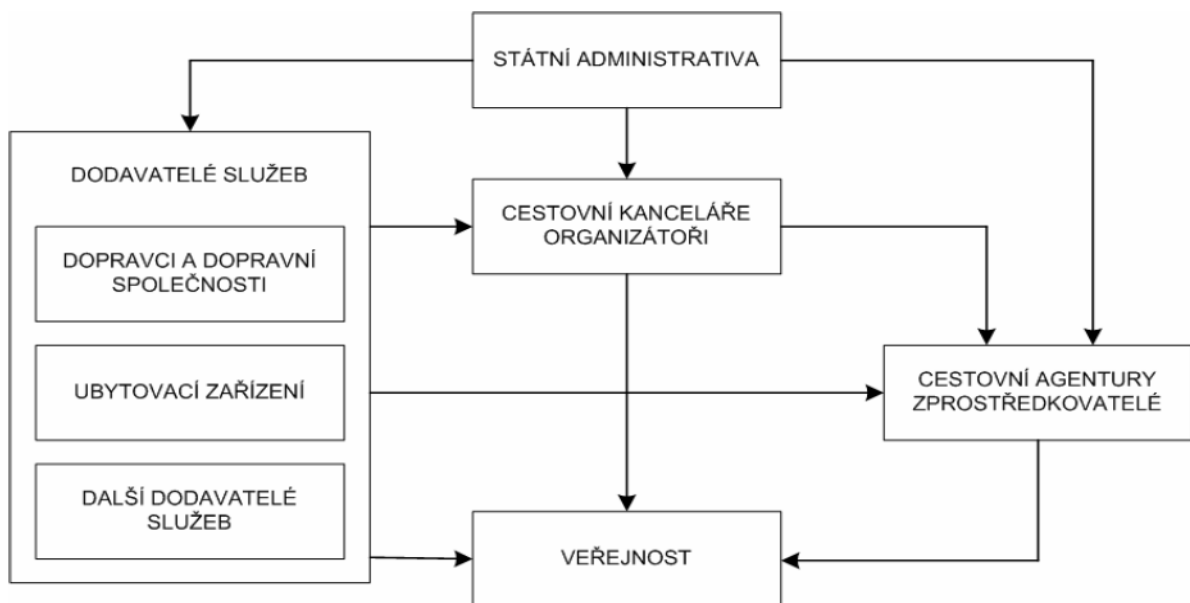 STÁTNÍ ADMINISTRATIVA
DODAVATELÉ SLUŽEB
CESTOVNÍ KANCELÁŘE
ORGANIZÁTOŘI
DOPRAVCI A DOPRAVNÍ
SPOLEČNOSTI
UBYTOVACÍ ZAŘÍZENÍ
CESTOVNÍ AGENTURY
ZPROSTŘEDKOVATELÉ
DALŠÍ DODAVATELÉ
SLUŽEB
VEŘEJNOST